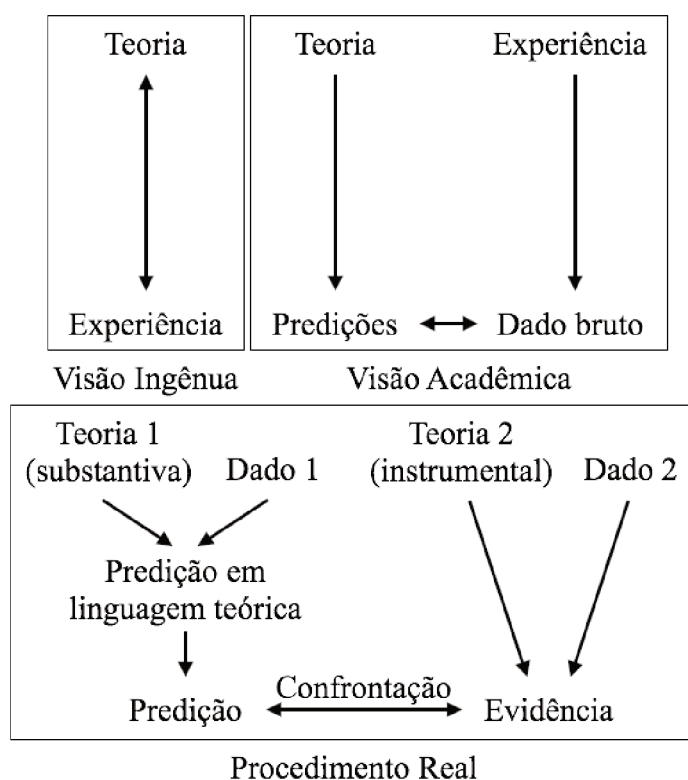 Teoria
Experiência
Visão Ingênua
Teoria Experiência
Predições Dado bruto
Visão Acadêmica
Teoria 1
(substantiva) Dado 1
Teoria 2
(instrumental) Dado 2
Predição em
linguagem teórica
Confrontação
Predição Evidência
Procedimento Real